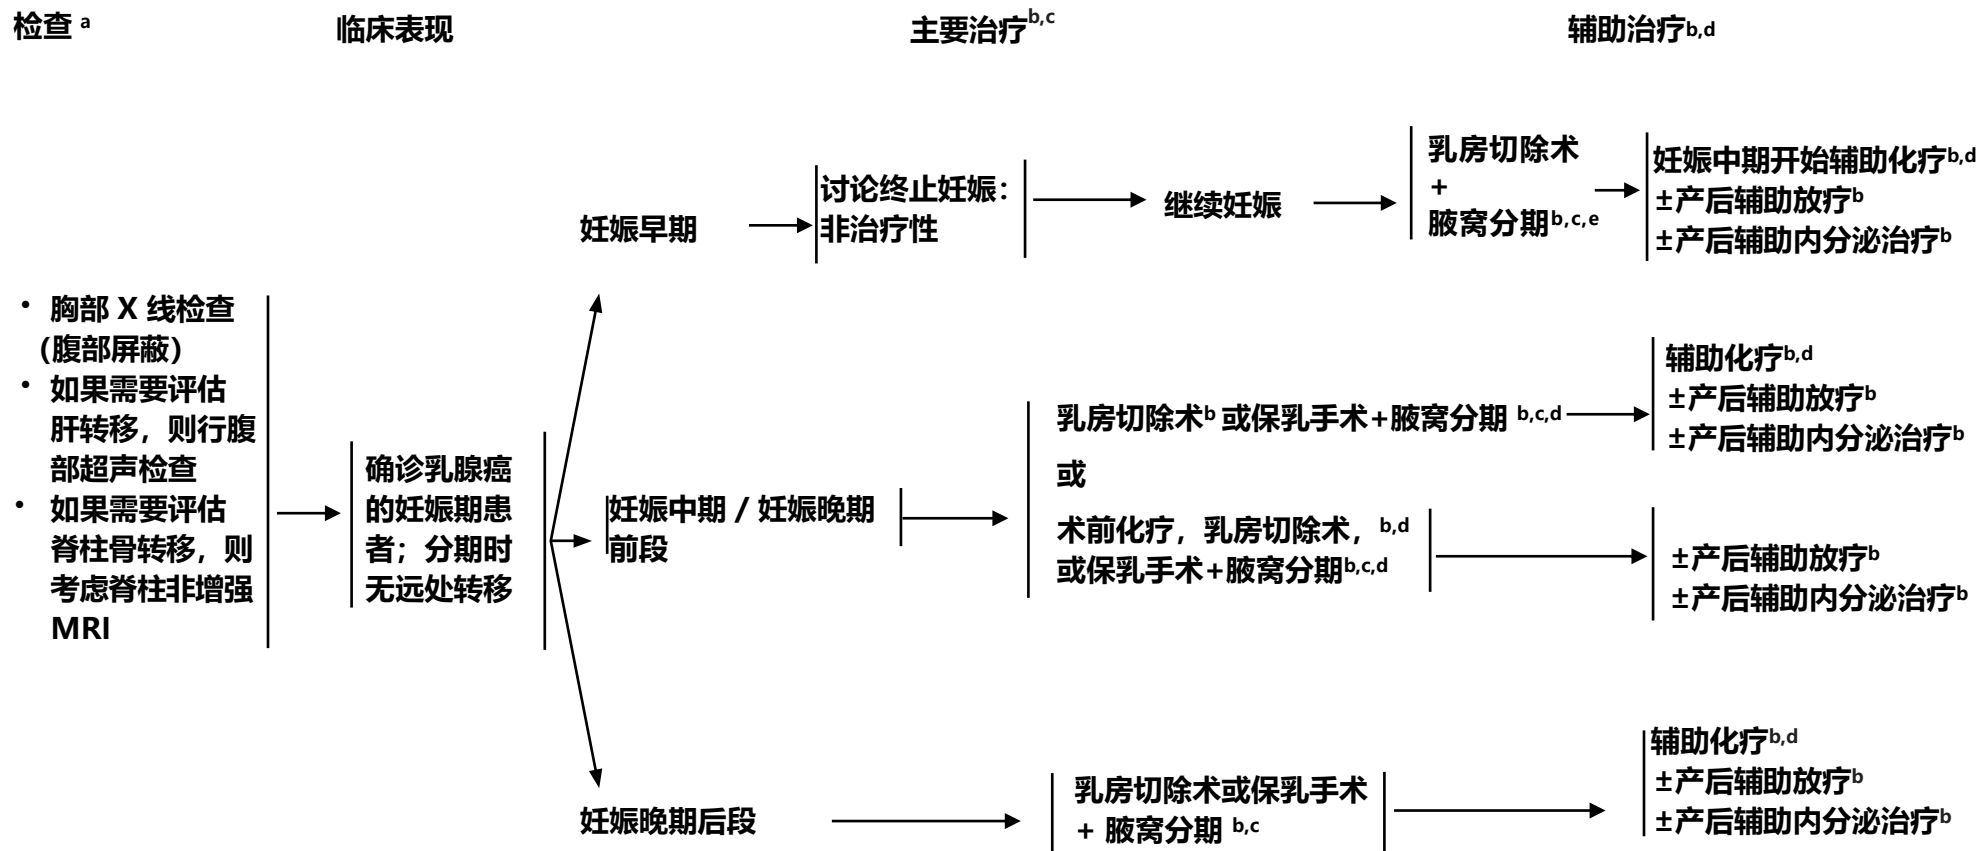 检查 a
临床表现
主要治疗b,c
辅助治疗b,d
• 胸部 X 线检查
(腹部屏蔽)
• 如果需要评估
肝转移，则行腹
部超声检查
• 如果需要评估
脊柱骨转移，则
考虑脊柱非增强
MRI
确诊乳腺癌
的妊娠期患
者；分期时
无远处转移
妊娠早期
讨论终止妊娠：
非治疗性
继续妊娠
乳房切除术
+
腋窝分期b,c,e
妊娠中期开始辅助化疗b,d
±产后辅助放疗b
±产后辅助内分泌治疗b
妊娠中期 / 妊娠晚期
前段
乳房切除术b 或保乳手术+腋窝分期 b,c,d
或
术前化疗，乳房切除术，b,d
或保乳手术+腋窝分期b,c,d
辅助化疗b,d
±产后辅助放疗b
±产后辅助内分泌治疗b
±产后辅助放疗b
±产后辅助内分泌治疗b
妊娠晚期后段
乳房切除术或保乳手术
+ 腋窝分期 b,c
辅助化疗b,d
±产后辅助放疗b
±产后辅助内分泌治疗b